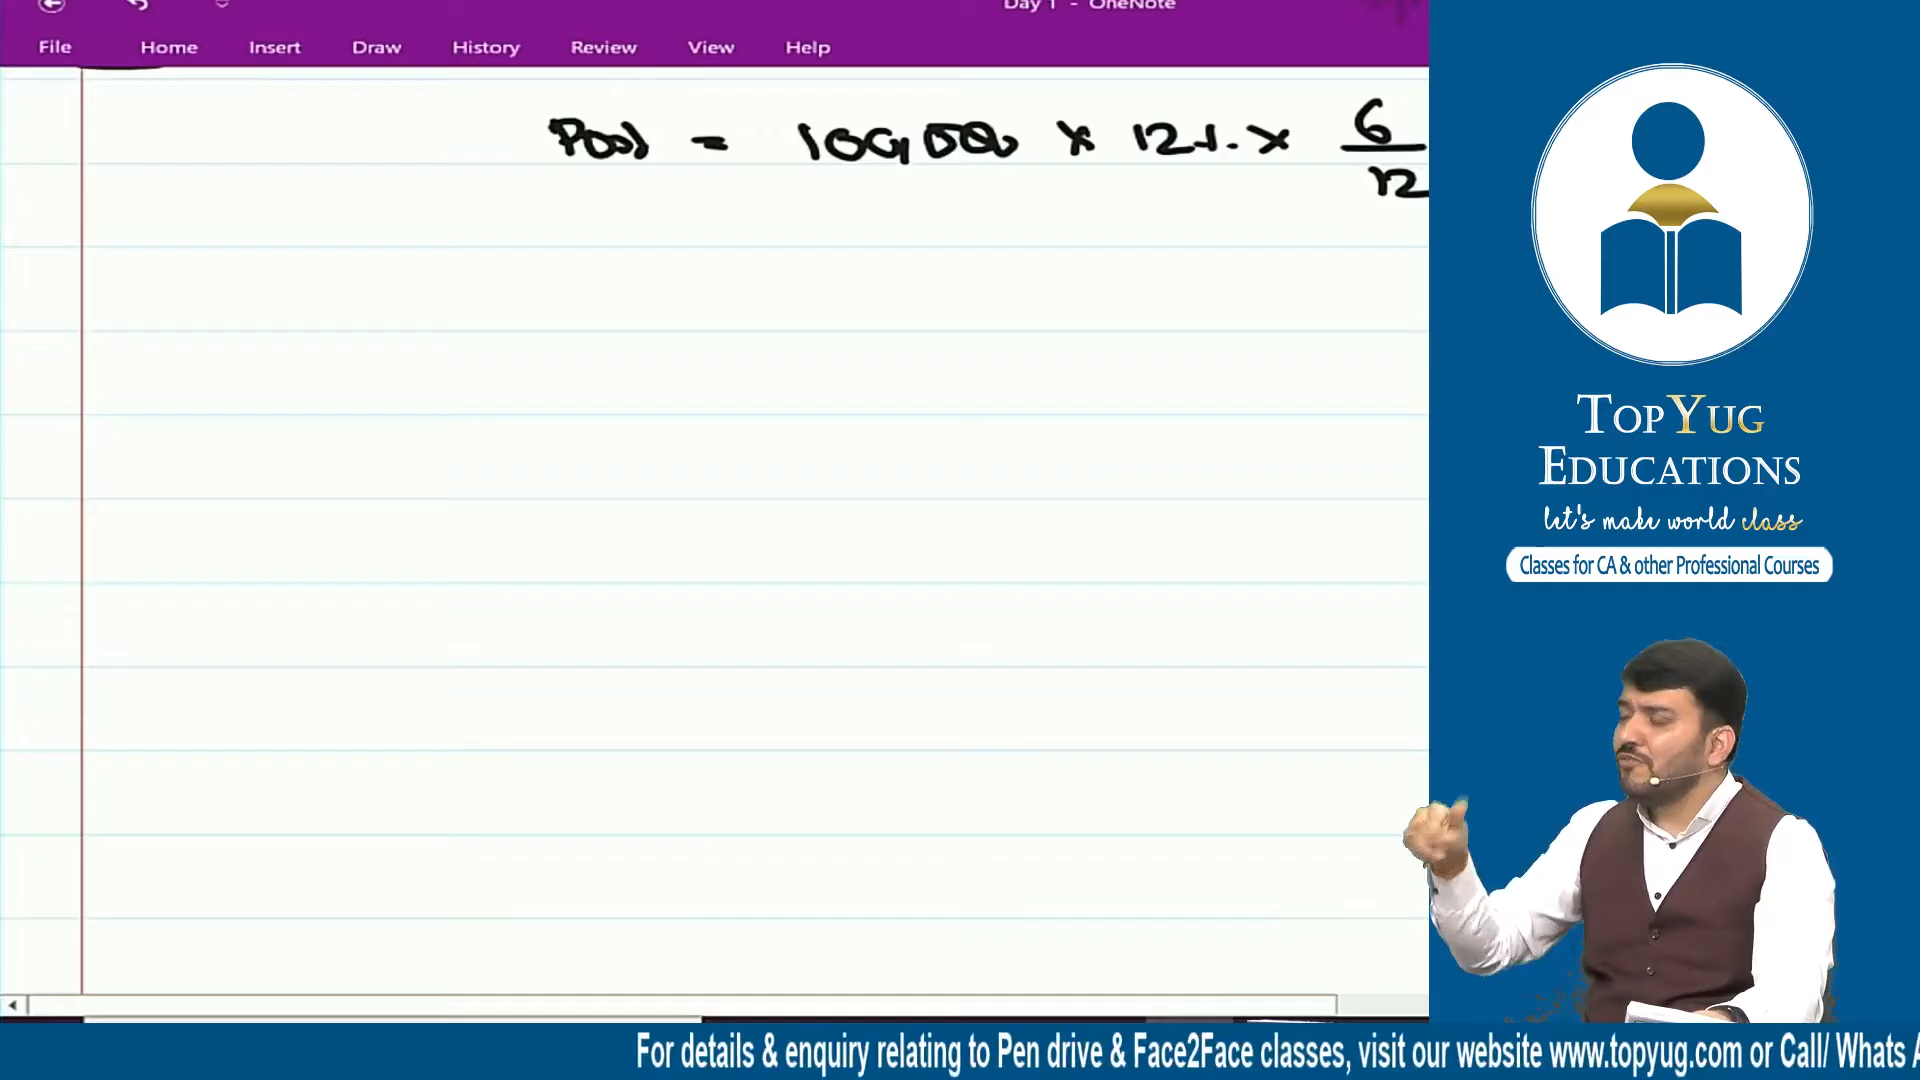 Day 1 - OneNote
File Home Insert Draw History Review View Help
Pool = 100,000 × 12% × 6/12
TOPYUG
EDUCATIONS
let's make world class
Classes for CA & other Professional Courses
For details & enquiry relating to Pen drive & Face2Face classes, visit our website www.topyug.com or Call/ Whats A